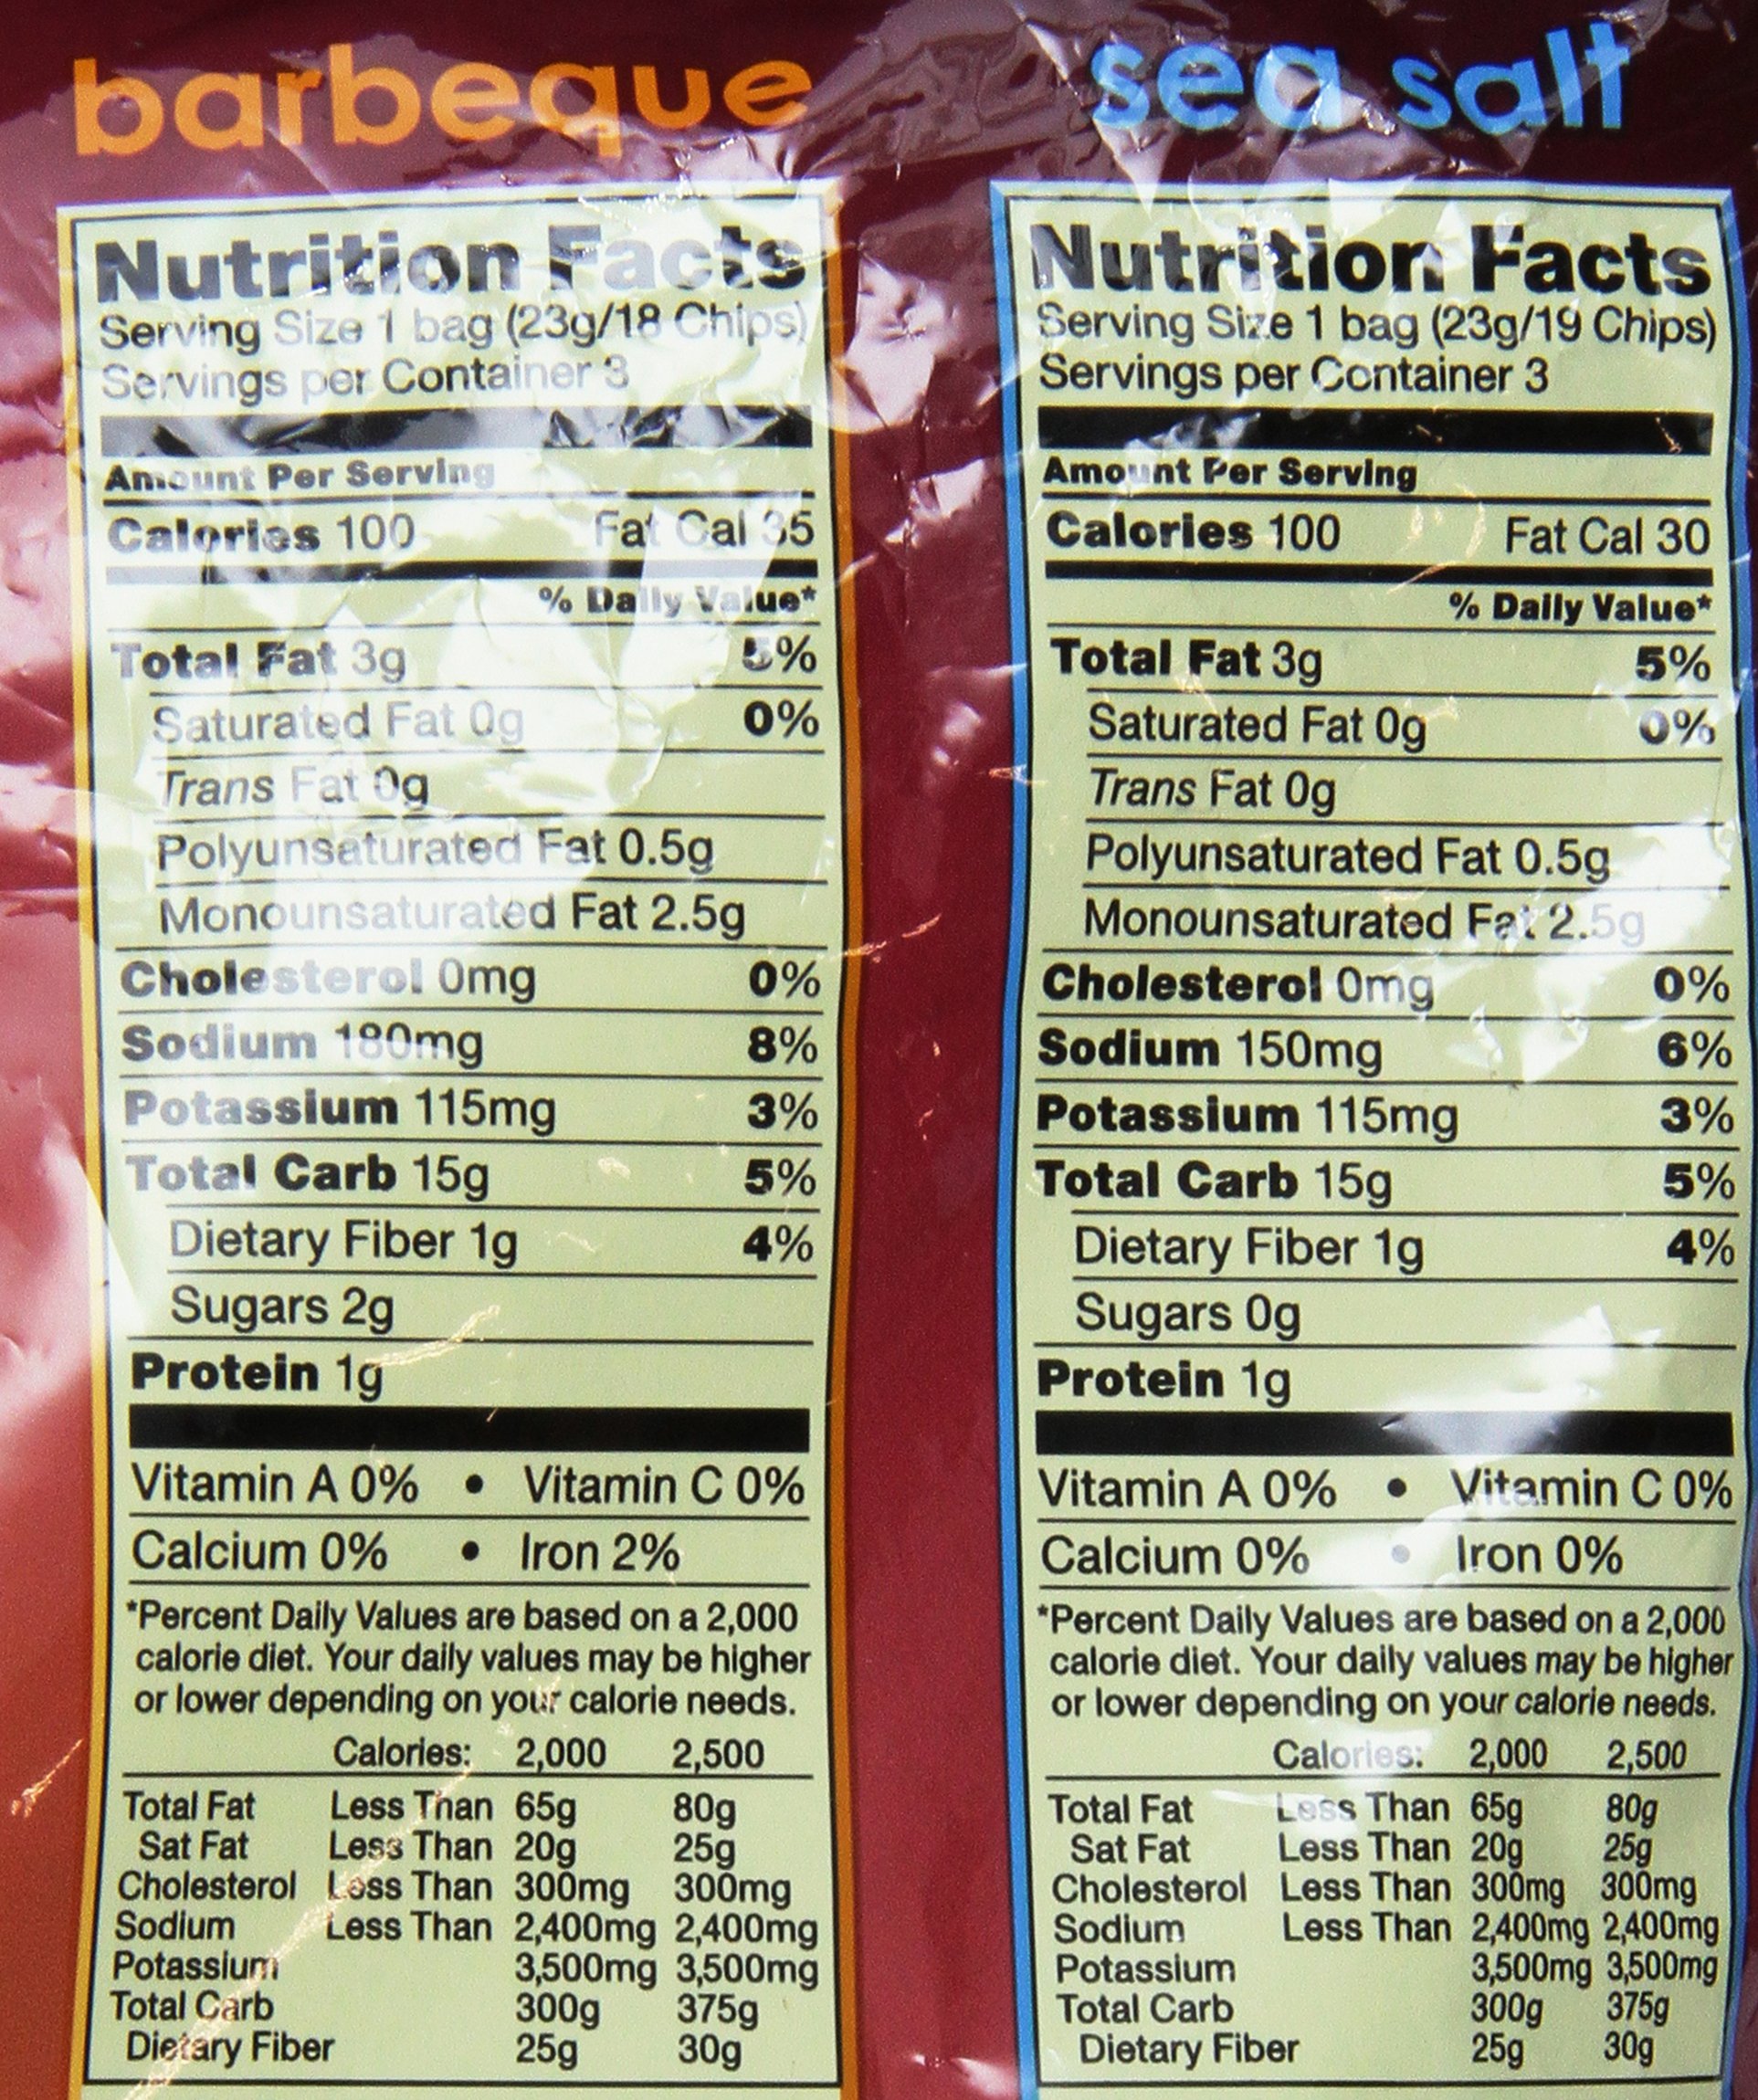 barbeque
Nutrition Facts
Serving Size 1 bag (23g/18 Chips)
Servings per Container 3
Amount Per Serving
Calories 100 Fat Cal 35
% Daily Value*
Total Fat 3g 5%
Saturated Fat 0g 0%
Trans Fat 0g
Polyunsaturated Fat 0.5g
Monounsaturated Fat 2.5g
Cholesterol 0mg 0%
Sodium 180mg 8%
Potassium 115mg 3%
Total Carb 15g 5%
Dietary Fiber 1g 4%
Sugars 2g
Protein 1g
Vitamin A 0% • Vitamin C 0%
Calcium 0% • Iron 2%
*Percent Daily Values are based on a 2,000
calorie diet. Your daily values may be higher
or lower depending on your calorie needs.
Calories: 2,000 2,500
Total Fat Less Than 65g 80g
Sat Fat Less Than 20g 25g
Cholesterol Less Than 300mg 300mg
Sodium Less Than 2,400mg 2,400mg
Potassium 3,500mg 3,500mg
Total Carb 300g 375g
Dietary Fiber 25g 30g
sea salt
Nutrition Facts
Serving Size 1 bag (23g/19 Chips)
Servings per Container 3
Amount Per Serving
Calories 100 Fat Cal 30
% Daily Value*
Total Fat 3g 5%
Saturated Fat 0g 0%
Trans Fat 0g
Polyunsaturated Fat 0.5g
Monounsaturated Fat 2.5g
Cholesterol 0mg 0%
Sodium 150mg 6%
Potassium 115mg 3%
Total Carb 15g 5%
Dietary Fiber 1g 4%
Sugars 0g
Protein 1g
Vitamin A 0% • Vitamin C 0%
Calcium 0% • Iron 0%
*Percent Daily Values are based on a 2,000
calorie diet. Your daily values may be higher
or lower depending on your calorie needs.
Calories: 2,000 2,500
Total Fat Less Than 65g 80g
Sat Fat Less Than 20g 25g
Cholesterol Less Than 300mg 300mg
Sodium Less Than 2,400mg 2,400mg
Potassium 3,500mg 3,500mg
Total Carb 300g 375g
Dietary Fiber 25g 30g